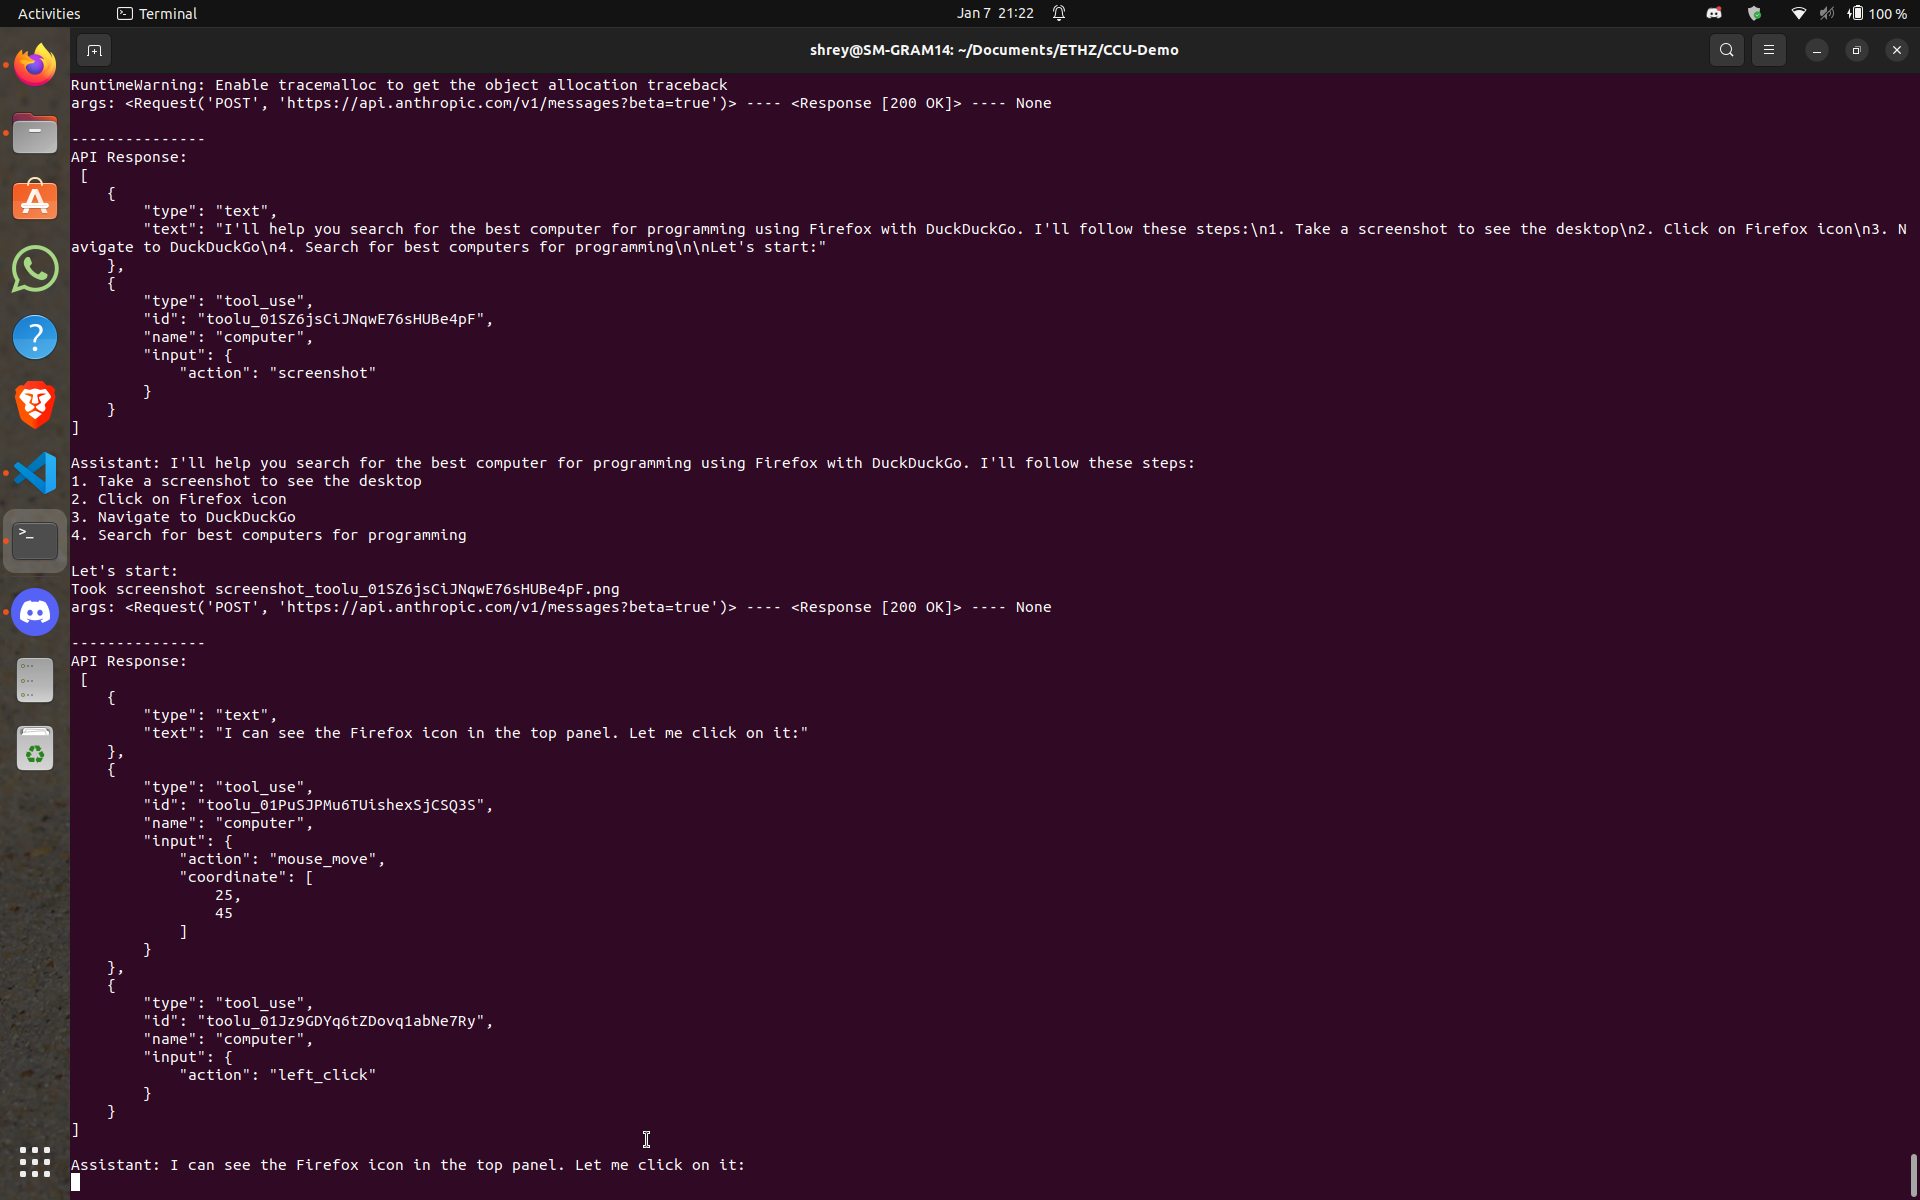 Activities Terminal Jan 7 21:22 100 %
shrey@SM-GRAM14: ~/Documents/ETHZ/CCU-Demo
RuntimeWarning: Enable tracemalloc to get the object allocation traceback
args: <Request('POST', 'https://api.anthropic.com/v1/messages?beta=true')> ---- <Response [200 OK]> ---- None
---------------
API Response:
[
{
"type": "text",
"text": "I'll help you search for the best computer for programming using Firefox with DuckDuckGo. I'll follow these steps:\n1. Take a screenshot to see the desktop\n2. Click on Firefox icon\n3. N
avigate to DuckDuckGo\n4. Search for best computers for programming\n\nLet's start:"
},
{
"type": "tool_use",
"id": "toolu_01SZ6jsCiJNqwE76sHUBe4pF",
"name": "computer",
"input": {
"action": "screenshot"
}
}
]
Assistant: I'll help you search for the best computer for programming using Firefox with DuckDuckGo. I'll follow these steps:
1. Take a screenshot to see the desktop
2. Click on Firefox icon
3. Navigate to DuckDuckGo
4. Search for best computers for programming
Let's start:
Took screenshot screenshot_toolu_01SZ6jsCiJNqwE76sHUBe4pF.png
args: <Request('POST', 'https://api.anthropic.com/v1/messages?beta=true')> ---- <Response [200 OK]> ---- None
---------------
API Response:
[
{
"type": "text",
"text": "I can see the Firefox icon in the top panel. Let me click on it:"
},
{
"type": "tool_use",
"id": "toolu_01PuSJPMu6TUishexSjCSQ3S",
"name": "computer",
"input": {
"action": "mouse_move",
"coordinate": [
25,
45
]
}
},
{
"type": "tool_use",
"id": "toolu_01Jz9GDYq6tZDovq1abNe7Ry",
"name": "computer",
"input": {
"action": "left_click"
}
}
]
Assistant: I can see the Firefox icon in the top panel. Let me click on it: